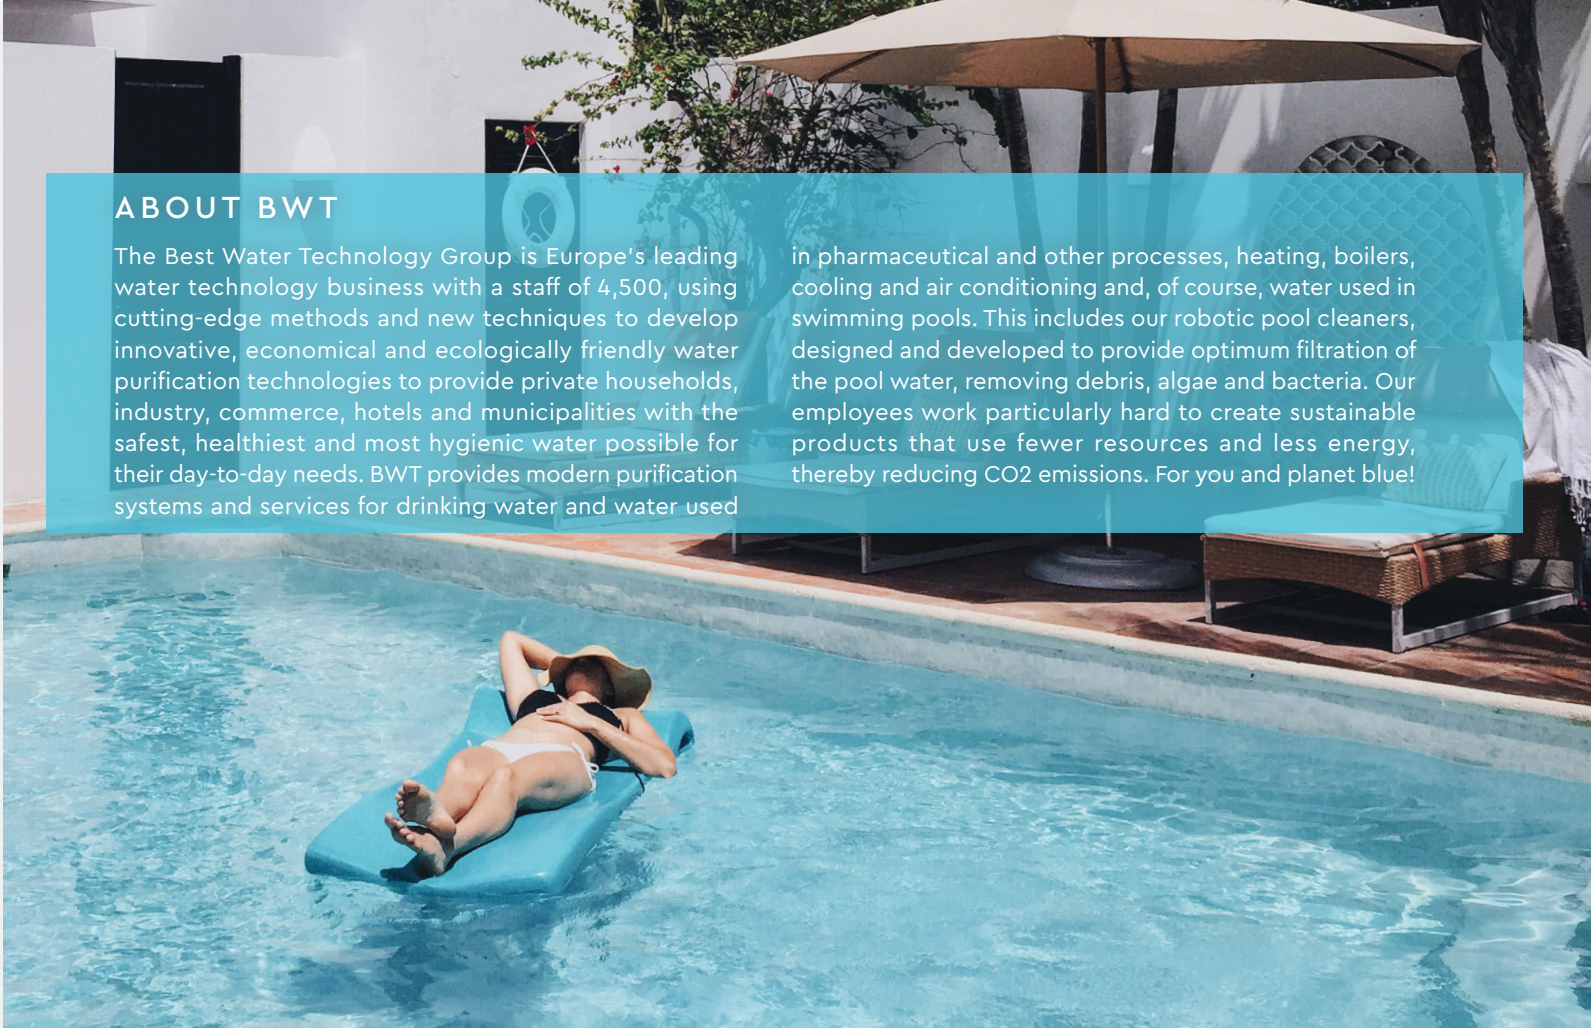 ABOUT BWT
The Best Water Technology Group is Europe's leading
water technology business with a staff of 4,500, using
cutting-edge methods and new techniques to develop
innovative, economical and ecologically friendly water
purification technologies to provide private households,
industry, commerce, hotels and municipalities with the
safest, healthiest and most hygienic water possible for
their day-to-day needs. BWT provides modern purification
systems and services for drinking water and water used
in pharmaceutical and other processes, heating, boilers,
cooling and air conditioning and, of course, water used in
swimming pools. This includes our robotic pool cleaners,
designed and developed to provide optimum filtration of
the pool water, removing debris, algae and bacteria. Our
employees work particularly hard to create sustainable
products that use fewer resources and less energy,
thereby reducing CO2 emissions. For you and planet blue!